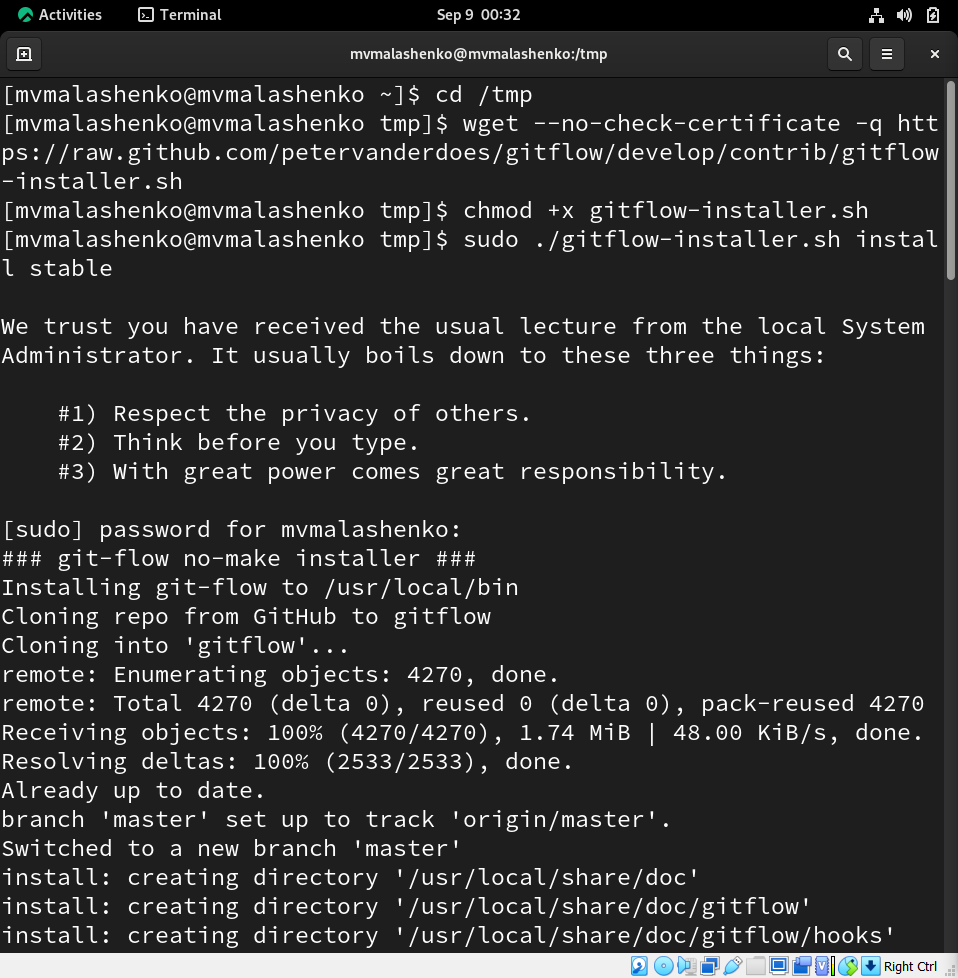 Activities Terminal Sep 9 00:32
mvmalashenko@mvmalashenko:/tmp
[mvmalashenko@mvmalashenko ~]$ cd /tmp
[mvmalashenko@mvmalashenko tmp]$ wget --no-check-certificate -q htt
ps://raw.github.com/petervanderdoes/gitflow/develop/contrib/gitflow
-installer.sh
[mvmalashenko@mvmalashenko tmp]$ chmod +x gitflow-installer.sh
[mvmalashenko@mvmalashenko tmp]$ sudo ./gitflow-installer.sh instal
l stable
We trust you have received the usual lecture from the local System
Administrator. It usually boils down to these three things:
#1) Respect the privacy of others.
#2) Think before you type.
#3) With great power comes great responsibility.
[sudo] password for mvmalashenko:
### git-flow no-make installer ###
Installing git-flow to /usr/local/bin
Cloning repo from GitHub to gitflow
Cloning into 'gitflow'...
remote: Enumerating objects: 4270, done.
remote: Total 4270 (delta 0), reused 0 (delta 0), pack-reused 4270
Receiving objects: 100% (4270/4270), 1.74 MiB | 48.00 KiB/s, done.
Resolving deltas: 100% (2533/2533), done.
Already up to date.
branch 'master' set up to track 'origin/master'.
Switched to a new branch 'master'
install: creating directory '/usr/local/share/doc'
install: creating directory '/usr/local/share/doc/gitflow'
install: creating directory '/usr/local/share/doc/gitflow/hooks'
Right Ctrl